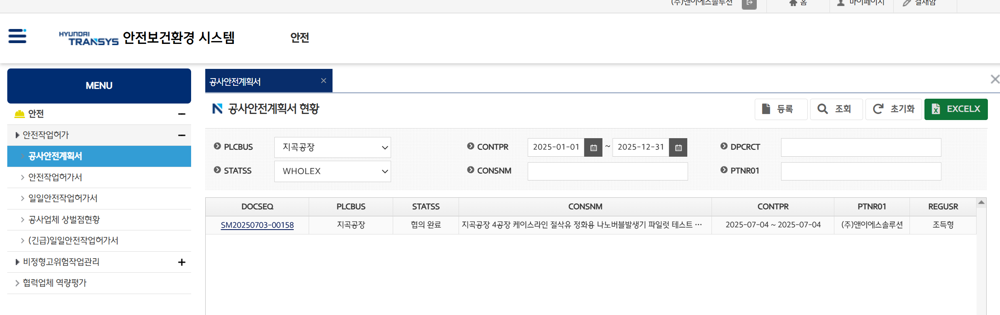 (주)앤이에스솔루션 홈 마이페이지 결재함
HYUNDAI TRANSYS 안전보건환경 시스템 안전
MENU
안전
안전작업허가
공사안전계획서
안전작업허가서
일일안전작업허가서
공사업체 상벌점현황
(긴급)일일안전작업허가서
비정형고위험작업관리
협력업체 역량평가
공사안전계획서
공사안전계획서 현황
등록 조회 초기화 EXCELX
PLCBUS 지곡공장 CONTPR 2025-01-01 ~ 2025-12-31 DPCRCT
STATSS WHOLEX CONSNM PTNR01
DOCSEQ PLCBUS STATSS CONSNM CONTPR PTNR01 REGUSR
SM20250703-00158 지곡공장 협의 완료 지곡공장 4공장 케이스라인 절삭유 정화용 나노버블발생기 파일럿 테스트 ··· 2025-07-04 ~ 2025-07-04 (주)앤이에스솔루션 조득형